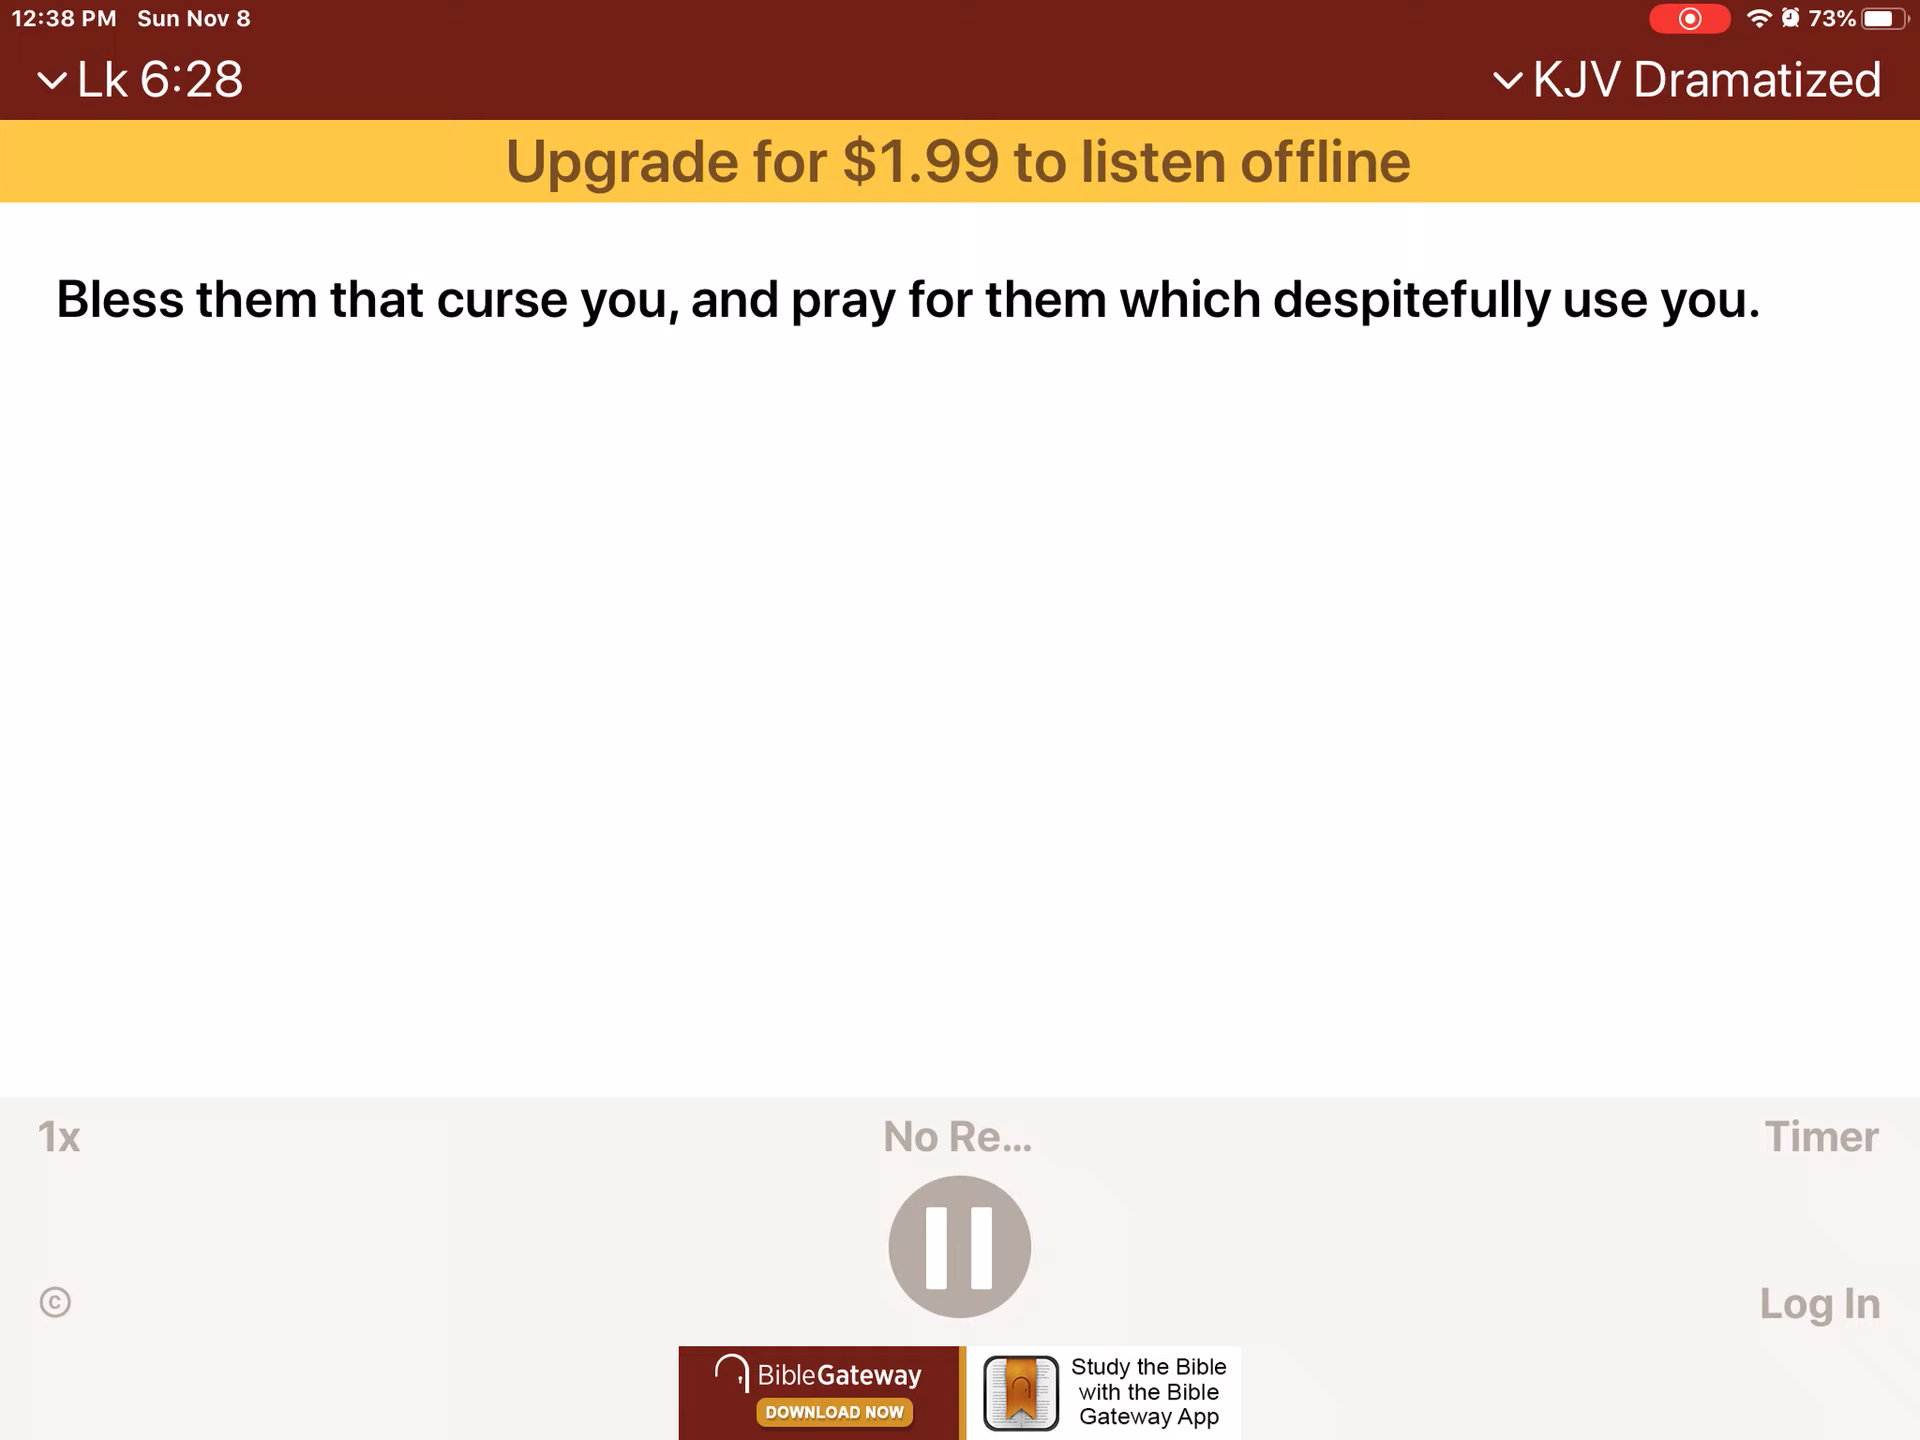 12:38 PM Sun Nov 8
73%
Lk 6:28
KJV Dramatized
Upgrade for $1.99 to listen offline
Bless them that curse you, and pray for them which despitefully use you.
1x
No Re...
Timer
©
Log In
BibleGateway
DOWNLOAD NOW
Study the Bible
with the Bible
Gateway App